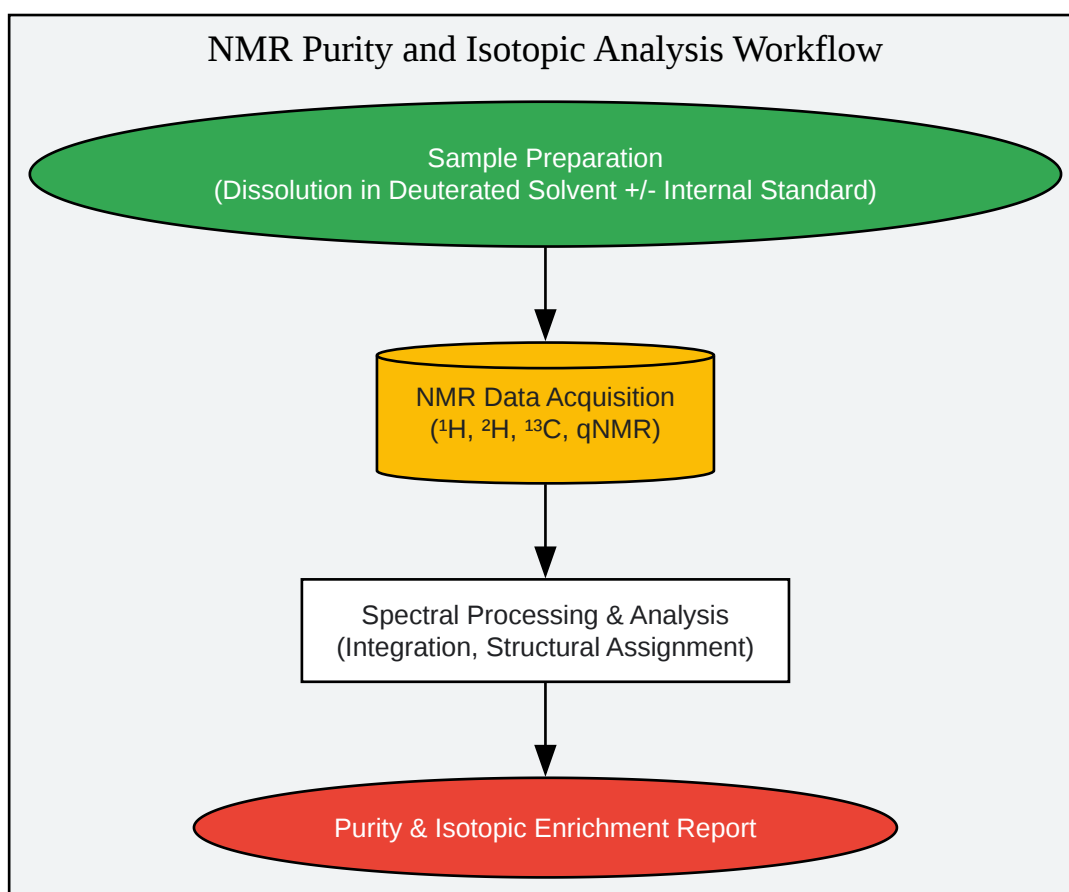 NMR Purity and Isotopic Analysis Workflow
Sample Preparation
(Dissolution in Deuterated Solvent +/- Internal Standard)
NMR Data Acquisition
(¹H, ²H, ¹³C, qNMR)
Spectral Processing & Analysis
(Integration, Structural Assignment)
Purity & Isotopic Enrichment Report